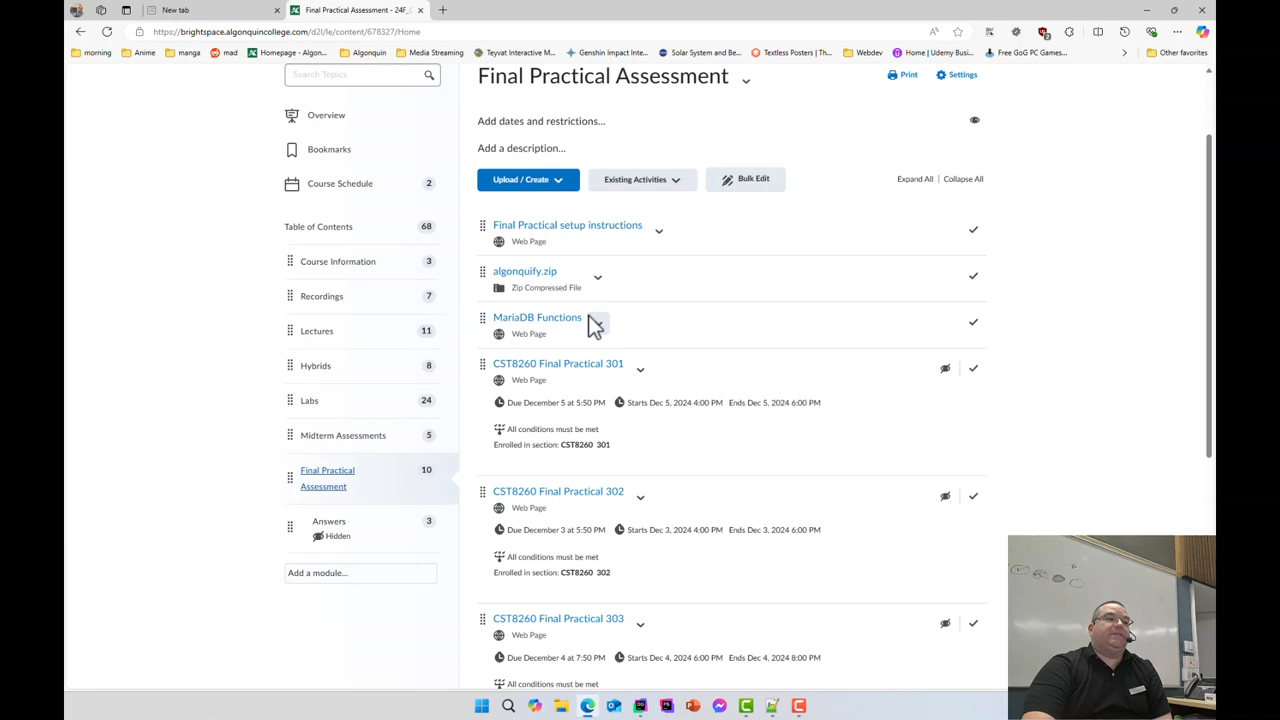 New tab
Final Practical Assessment - 24F_C
https://brightspace.algonquincollege.com/d2l/le/content/678327/Home
morning
Anime
manga
mad
Homepage - Algon...
Algonquin
Media Streaming
Teyvat Interactive...
Genshin Impact Inte...
Solar System and Be...
Textless Posters | Th...
Webdev
Home | Udemy Busi...
Free GoG PC Games...
Other favorites
Search Topics
Final Practical Assessment
Print
Settings
Overview
Add dates and restrictions...
Bookmarks
Add a description...
Course Schedule 2
Upload / Create
Existing Activities
Bulk Edit
Expand All | Collapse All
Table of Contents 68
Course Information 3
Recordings 7
Lectures 11
Hybrids 8
Labs 24
Midterm Assessments 5
Final Practical Assessment 10
Answers 3
Hidden
Add a module...
Final Practical setup instructions
Web Page
algonquify.zip
Zip Compressed File
MariaDB Functions
Web Page
CST8260 Final Practical 301
Web Page
Due December 5 at 5:50 PM Starts Dec 5, 2024 4:00 PM Ends Dec 5, 2024 6:00 PM
All conditions must be met
Enrolled in section: CST8260 301
CST8260 Final Practical 302
Web Page
Due December 3 at 5:50 PM Starts Dec 3, 2024 4:00 PM Ends Dec 3, 2024 6:00 PM
All conditions must be met
Enrolled in section: CST8260 302
CST8260 Final Practical 303
Web Page
Due December 4 at 7:50 PM Starts Dec 4, 2024 6:00 PM Ends Dec 4, 2024 8:00 PM
All conditions must be met